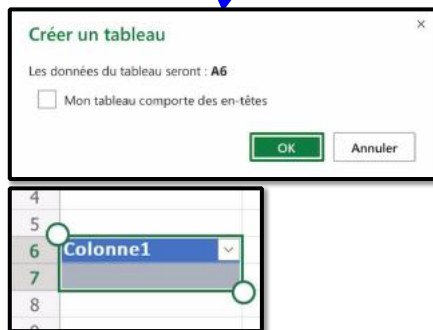 Créer un tableau
Les données du tableau seront : A6
Mon tableau comporte des en-têtes
OK Annuler
4
5
6 Colonne1
7
8